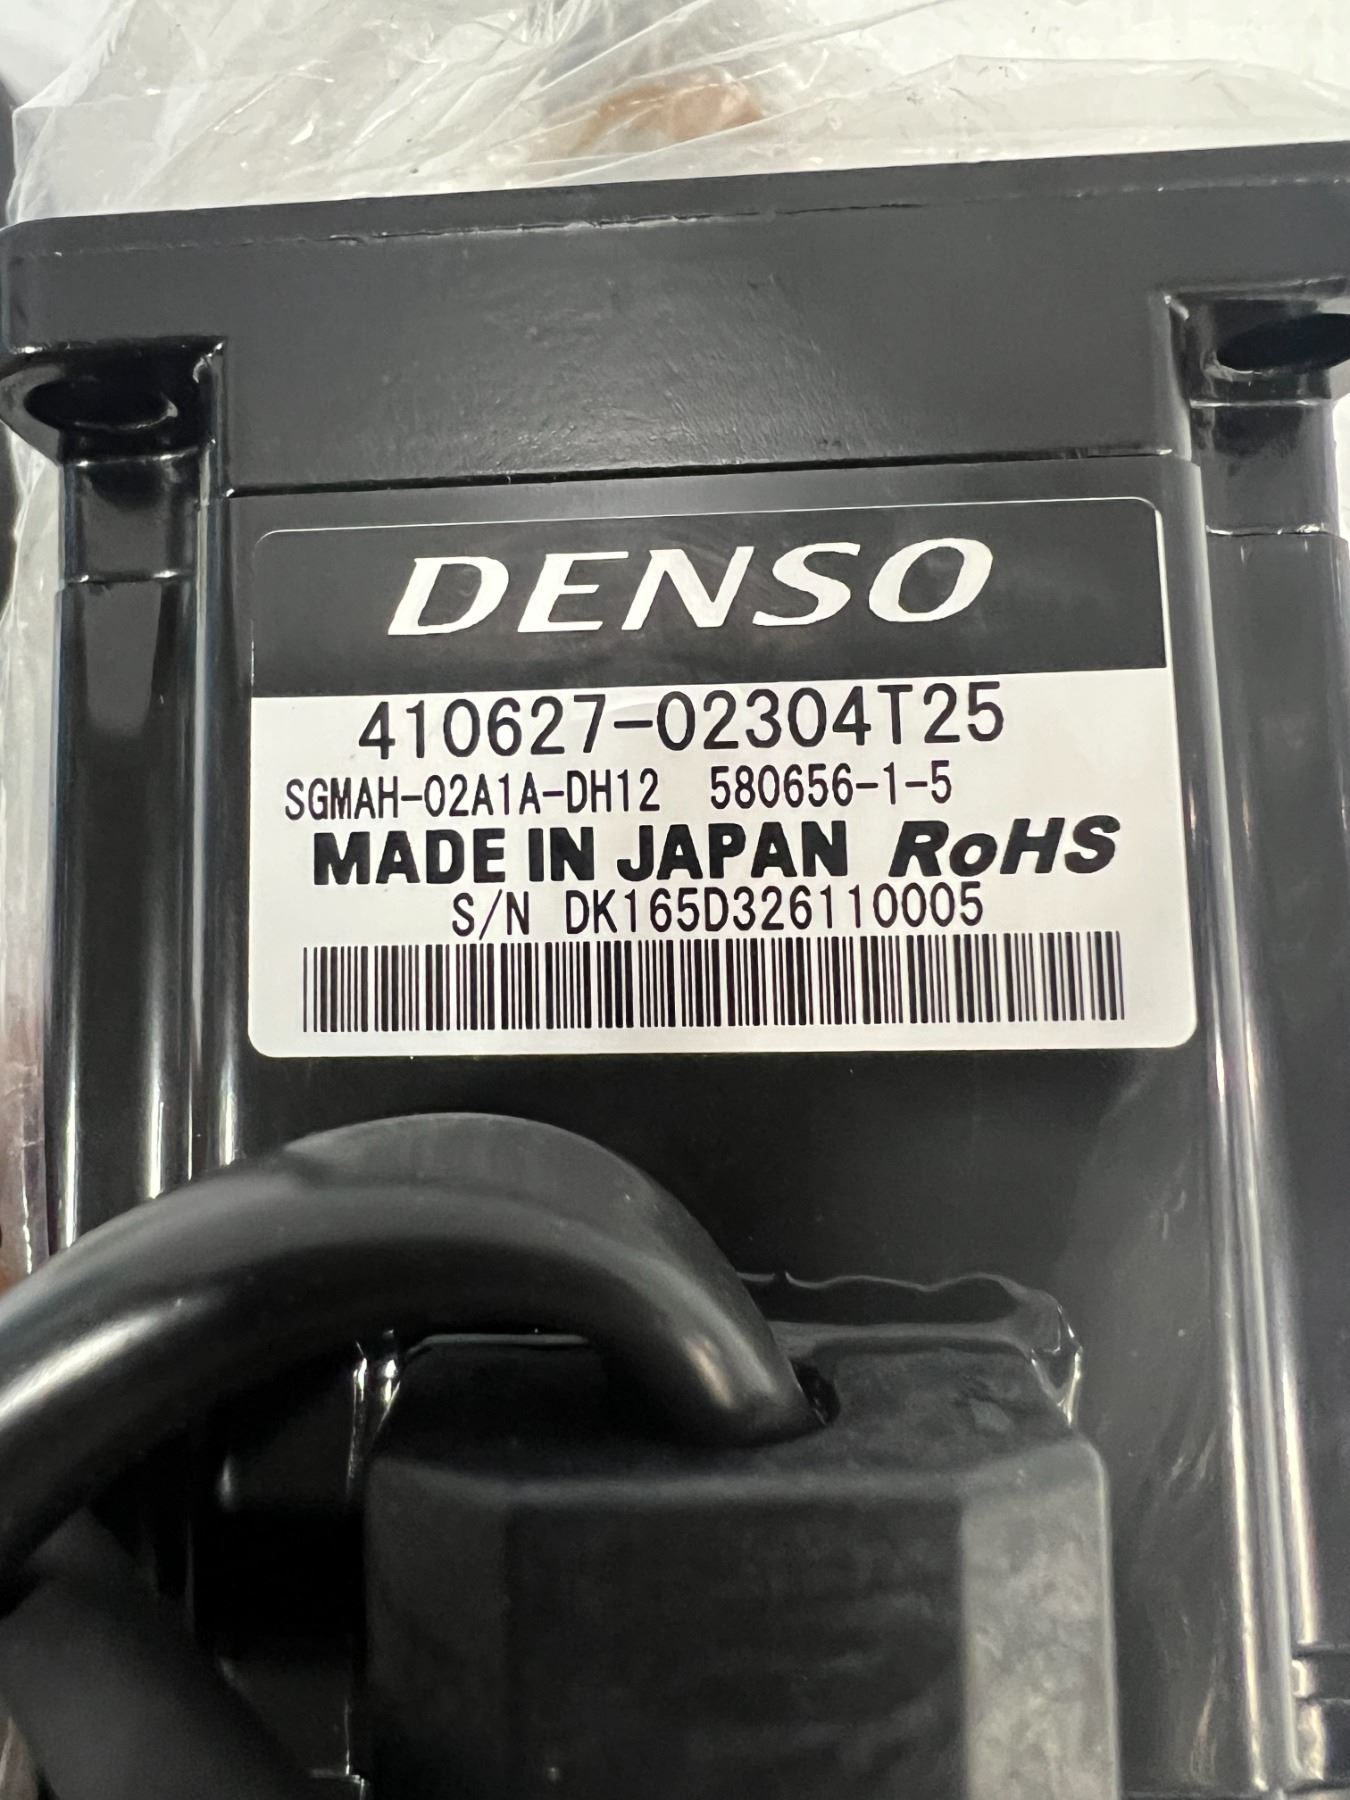 DENSO
410627-02304T25
SGMAH-02A1A-DH12 580656-1-5
MADE IN JAPAN RoHS
S/N DK165D326110005